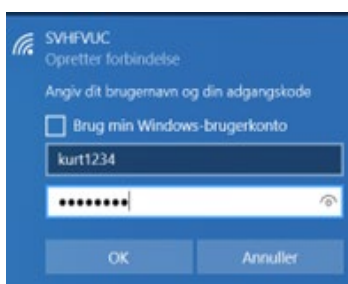 SVHFVUC
Opretter forbindelse
Angiv dit brugernavn og din adgangskode
Brug min Windows-brugerkonto
kurt1234
••••••••
OK Annuller